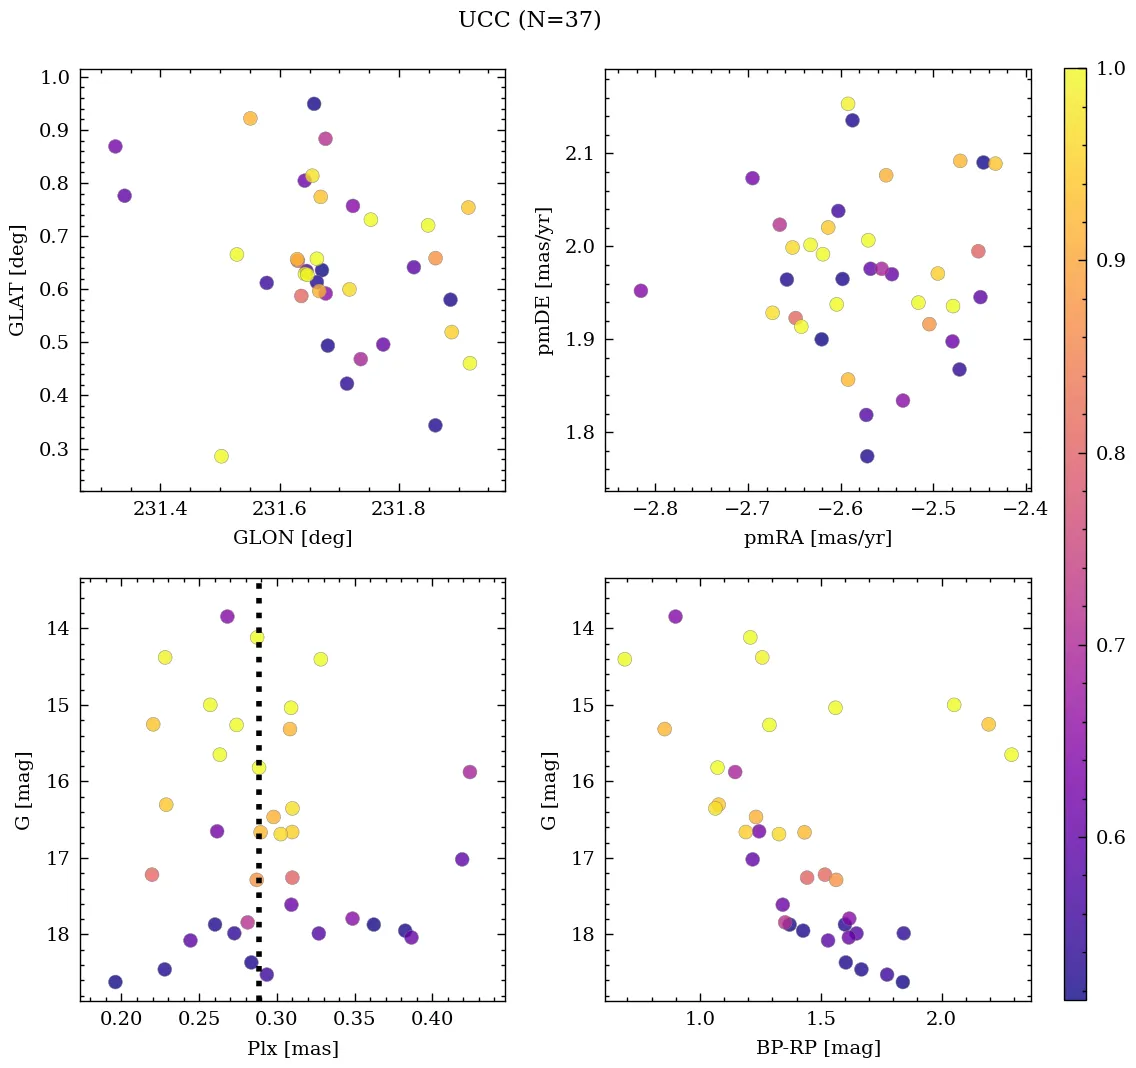 UCC (N=37)
1.0
0.9
0.8
0.7
0.6
0.5
0.4
0.3
GLAT [deg]
231.4 231.6 231.8
GLON [deg]
2.1
2.0
1.9
1.8
pmDE [mas/yr]
−2.8 −2.7 −2.6 −2.5 −2.4
pmRA [mas/yr]
14
15
16
17
18
G [mag]
0.20 0.25 0.30 0.35 0.40
Plx [mas]
14
15
16
17
18
G [mag]
1.0 1.5 2.0
BP-RP [mag]
1.0
0.9
0.8
0.7
0.6